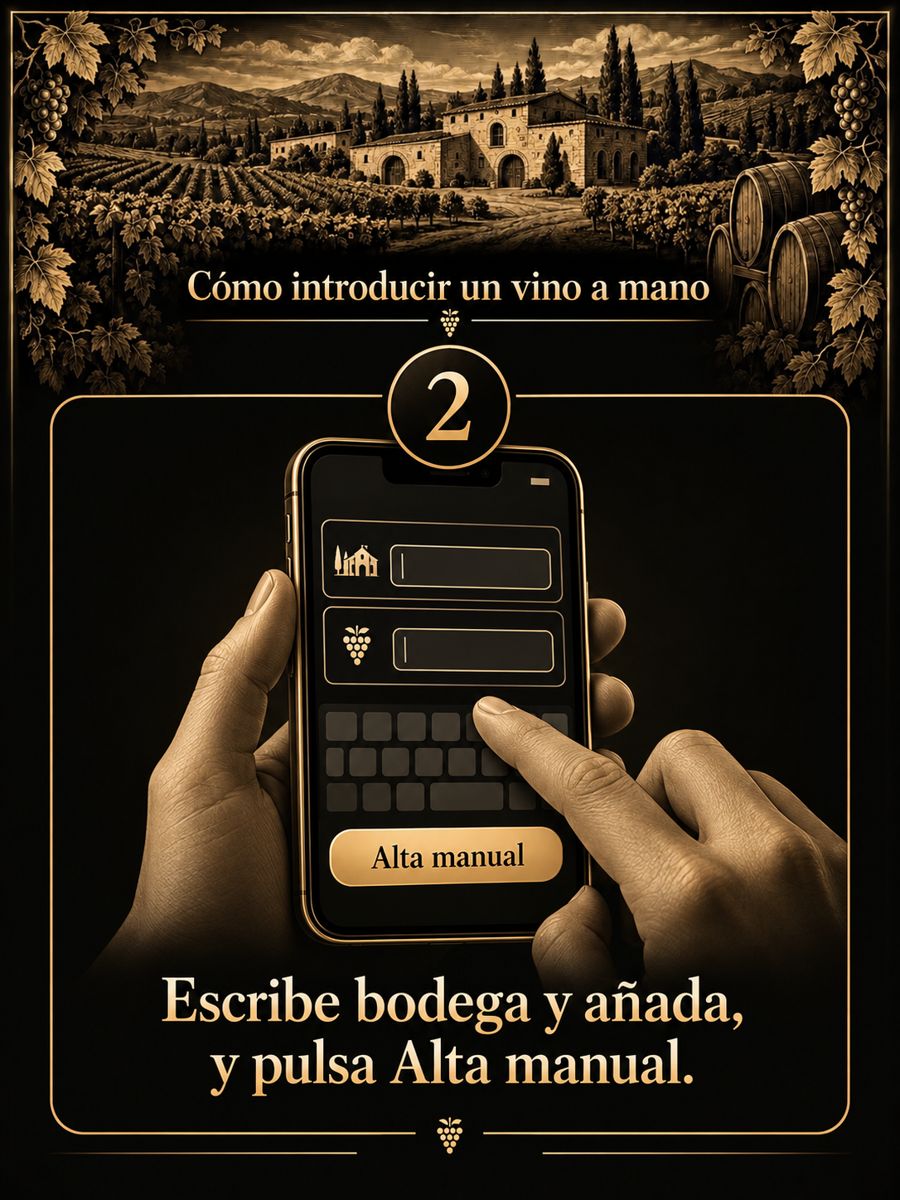 Cómo introducir un vino a mano
2
Alta manual
Escribe bodega y añada,
y pulsa Alta manual.